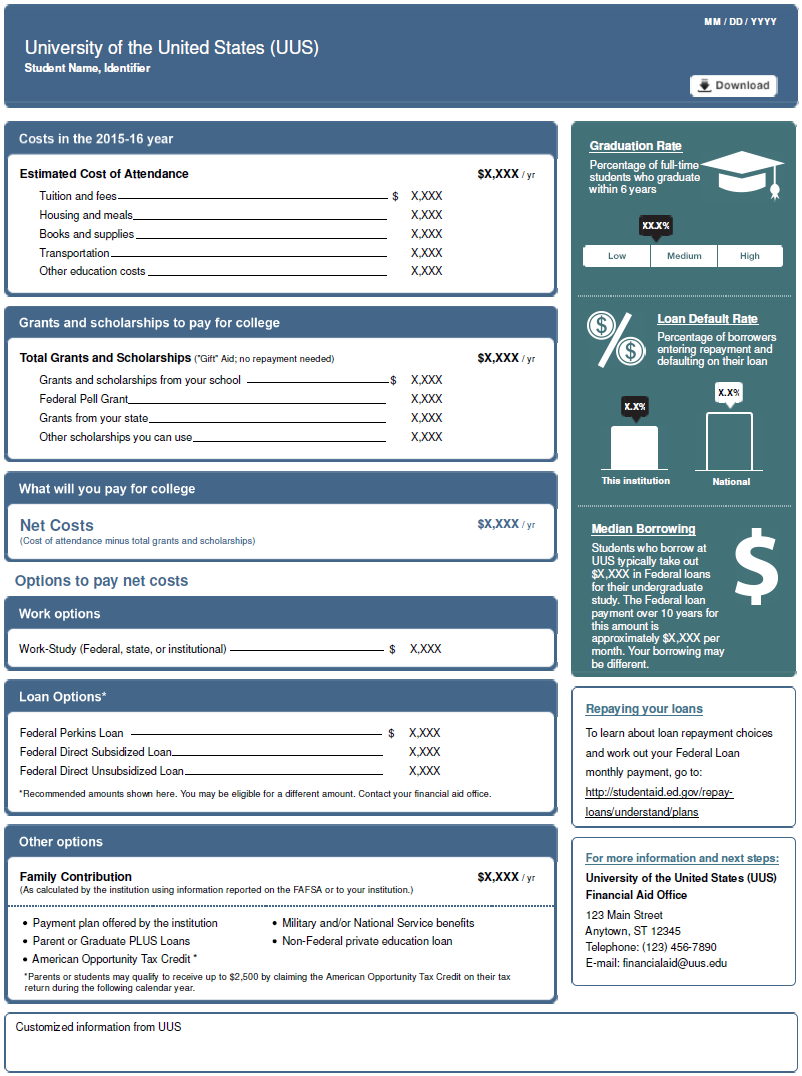 MM / DD / YYYY
University of the United States (UUS)
Student Name, Identifier
Download
Costs in the 2015-16 year
Estimated Cost of Attendance $X,XXX / yr
Tuition and fees $ X,XXX
Housing and meals X,XXX
Books and supplies X,XXX
Transportation X,XXX
Other education costs X,XXX
Grants and scholarships to pay for college
Total Grants and Scholarships ("Gift" Aid; no repayment needed) $X,XXX / yr
Grants and scholarships from your school $ X,XXX
Federal Pell Grant X,XXX
Grants from your state X,XXX
Other scholarships you can use X,XXX
What will you pay for college
Net Costs $X,XXX / yr
(Cost of attendance minus total grants and scholarships)
Options to pay net costs
Work options
Work-Study (Federal, state, or institutional) $ X,XXX
Loan Options*
Federal Perkins Loan $ X,XXX
Federal Direct Subsidized Loan X,XXX
Federal Direct Unsubsidized Loan X,XXX
*Recommended amounts shown here. You may be eligible for a different amount. Contact your financial aid office.
Other options
Family Contribution $X,XXX / yr
(As calculated by the institution using information reported on the FAFSA or to your institution.)
• Payment plan offered by the institution
• Parent or Graduate PLUS Loans
• American Opportunity Tax Credit *
• Military and/or National Service benefits
• Non-Federal private education loan
*Parents or students may qualify to receive up to $2,500 by claiming the American Opportunity Tax Credit on their tax
return during the following calendar year.
Graduation Rate
Percentage of full-time
students who graduate
within 6 years
XX.X%
Low Medium High
$ % $
Loan Default Rate
Percentage of borrowers
entering repayment and
defaulting on their loan
X.X% X.X%
This institution National
Median Borrowing
Students who borrow at
UUS typically take out
$X,XXX in Federal loans
for their undergraduate
study. The Federal loan
payment over 10 years for
this amount is
approximately $X,XXX per
month. Your borrowing may
be different.
$
Repaying your loans
To learn about loan repayment choices
and work out your Federal Loan
monthly payment, go to:
http://studentaid.ed.gov/repay-
loans/understand/plans
For more information and next steps:
University of the United States (UUS)
Financial Aid Office
123 Main Street
Anytown, ST 12345
Telephone: (123) 456-7890
E-mail: financialaid@uus.edu
Customized information from UUS